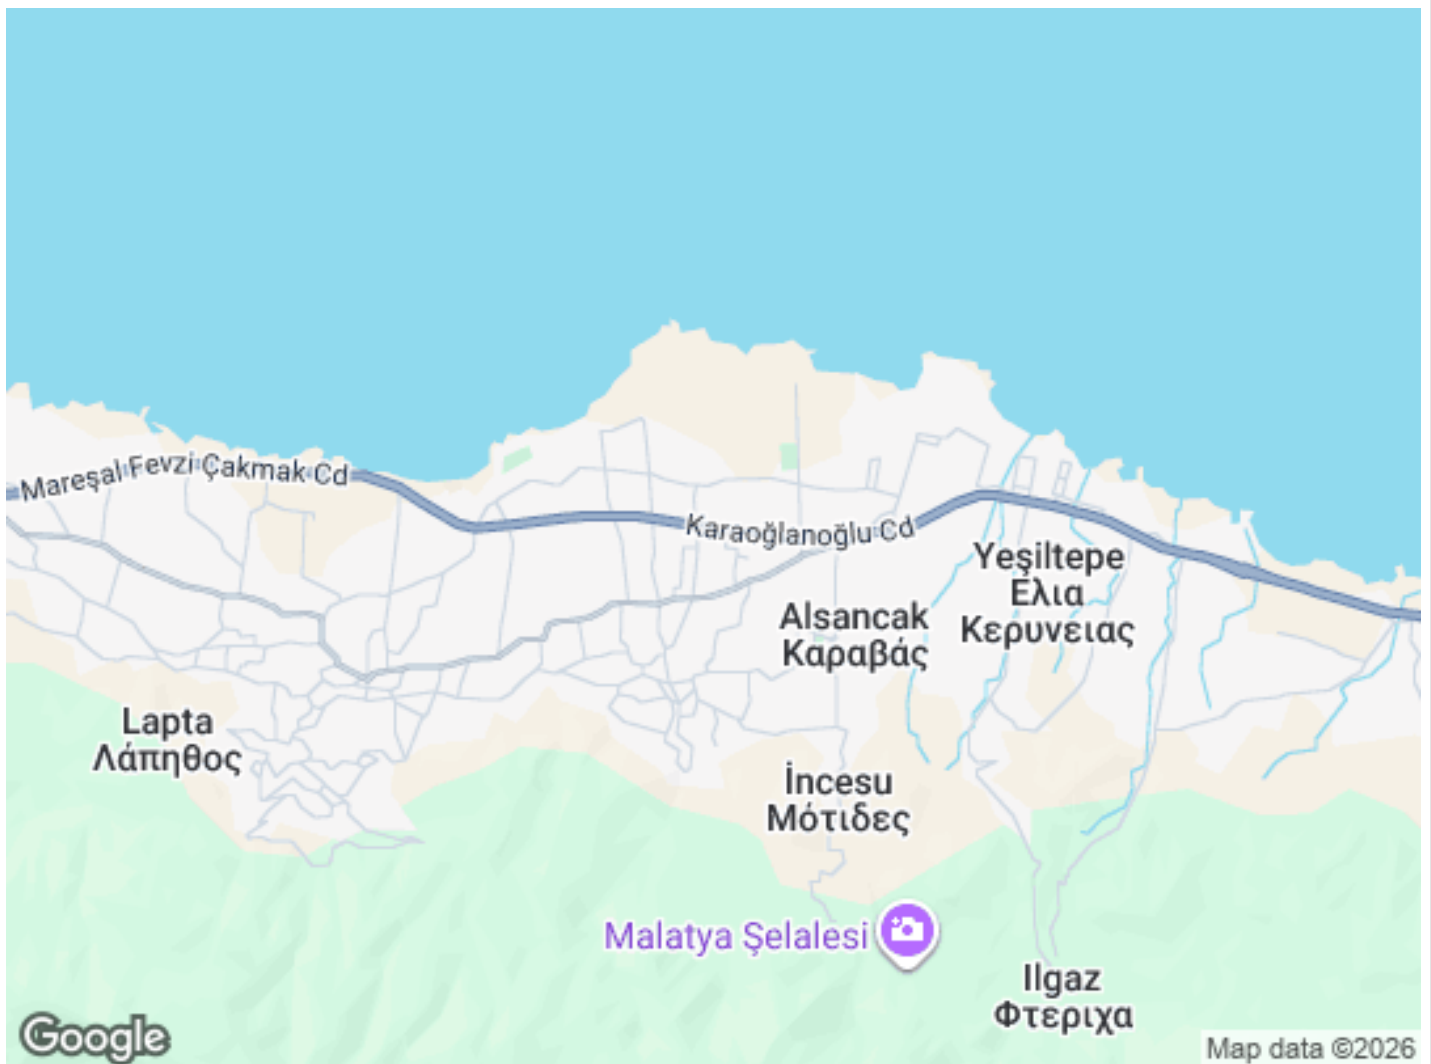 Mareşal Fevzi Çakmak Cd
Karaoğlanoğlu Cd
Yeşiltepe
Ελια
Κερυνειας
Alsancak
Καραβάς
Lapta
Λάπηθος
İncesu
Μότιδες
Malatya Şelalesi
Ilgaz
Φτεριχα
Google
Map data ©2026